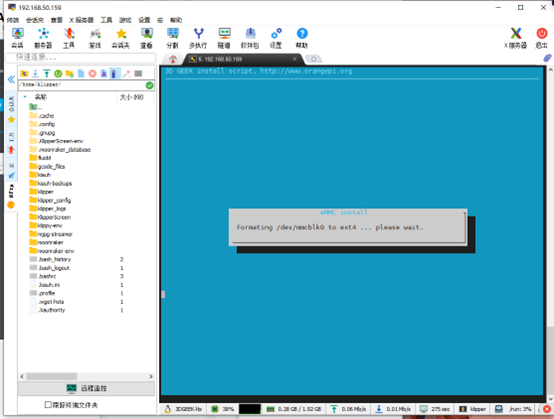 192.168.50.159
终端 会话 查看 X 服务器 工具 游戏 设置 宏 帮助
会话 服务器 工具 游戏 会话夹 查看 分割 多执行 隧道 软件包 设置 帮助 X 服务器 退出
快速连接...
5. 192.168.50.159
/home/klipper/
名称 大小 (KB)
..
.cache
.config
.gnupg
.KlipperScreen-env
.moonraker_database
fluidd
gcode_files
kiauh
kiauh-backups
klipper
klipper_config
klipper_logs
KlipperScreen
klippy-env
mjpg-streamer
moonraker
moonraker-env
.bash_history 2
.bash_logout 1
.bashrc 3
.kiauh.ini 1
.profile 1
.wget-hsts 1
.Xauthority 1
远程监控
跟踪终端文件夹
3D GEEK install script, http://www.orangepi.org
eMMC install
Formating /dev/mmcblk0 to ext4 ... please wait.
3DGEEK-lts 38% 0.28 GB / 1.92 GB 0.06 Mb/s 0.01 Mb/s 275 sec klipper /run: 3%